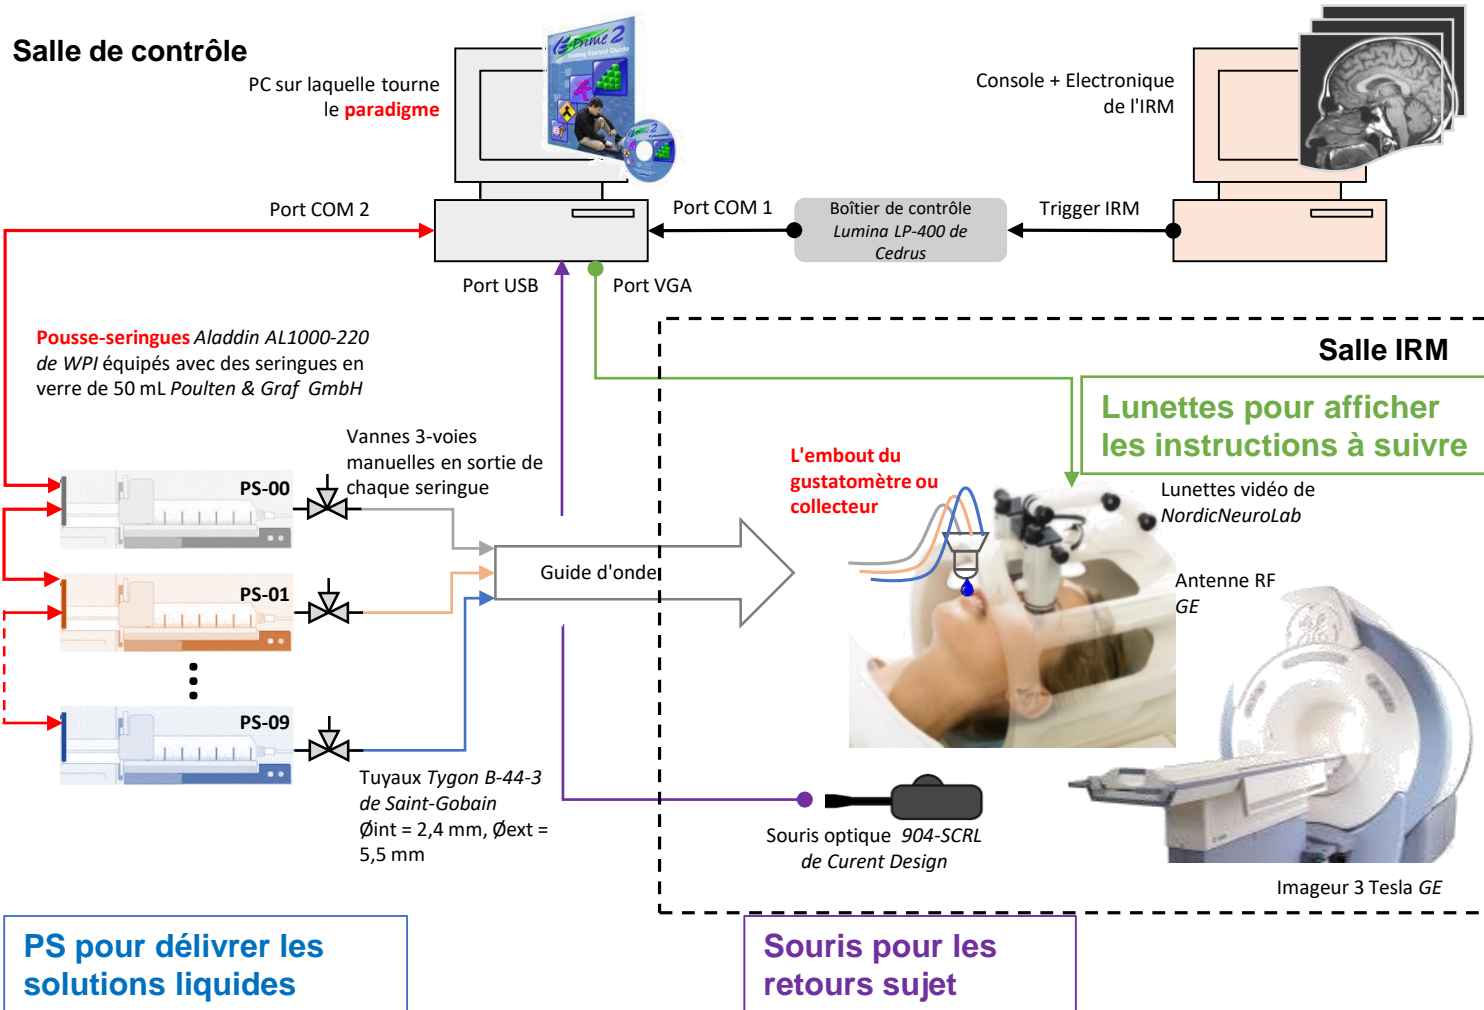 Salle de contrôle
PC sur laquelle tourne
le paradigme
E-Prime 2
Getting Started Guide
Console + Electronique
de l'IRM
Port COM 2
Port COM 1
Boîtier de contrôle
Lumina LP-400 de
Cedrus
Trigger IRM
Port USB
Port VGA
Pousse-seringues Aladdin AL1000-220
de WPI équipés avec des seringues en
verre de 50 mL Poulten & Graf GmbH
Salle IRM
Lunettes pour afficher
les instructions à suivre
Vannes 3-voies
manuelles en sortie de
chaque seringue
L'embout du
gustatomètre ou
collecteur
Lunettes vidéo de
NordicNeuroLab
PS-00
Guide d'onde
Antenne RF
GE
PS-01
PS-09
Tuyaux Tygon B-44-3
de Saint-Gobain
Øint = 2,4 mm, Øext =
5,5 mm
Souris optique 904-SCRL
de Curent Design
Imageur 3 Tesla GE
PS pour délivrer les
solutions liquides
Souris pour les
retours sujet